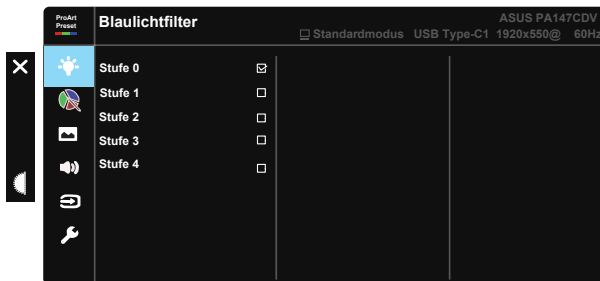 ProArt
Preset
Blaulichtfilter
ASUS PA147CDV
Standardmodus USB Type-C1 1920x550@ 60Hz
Stufe 0
Stufe 1
Stufe 2
Stufe 3
Stufe 4